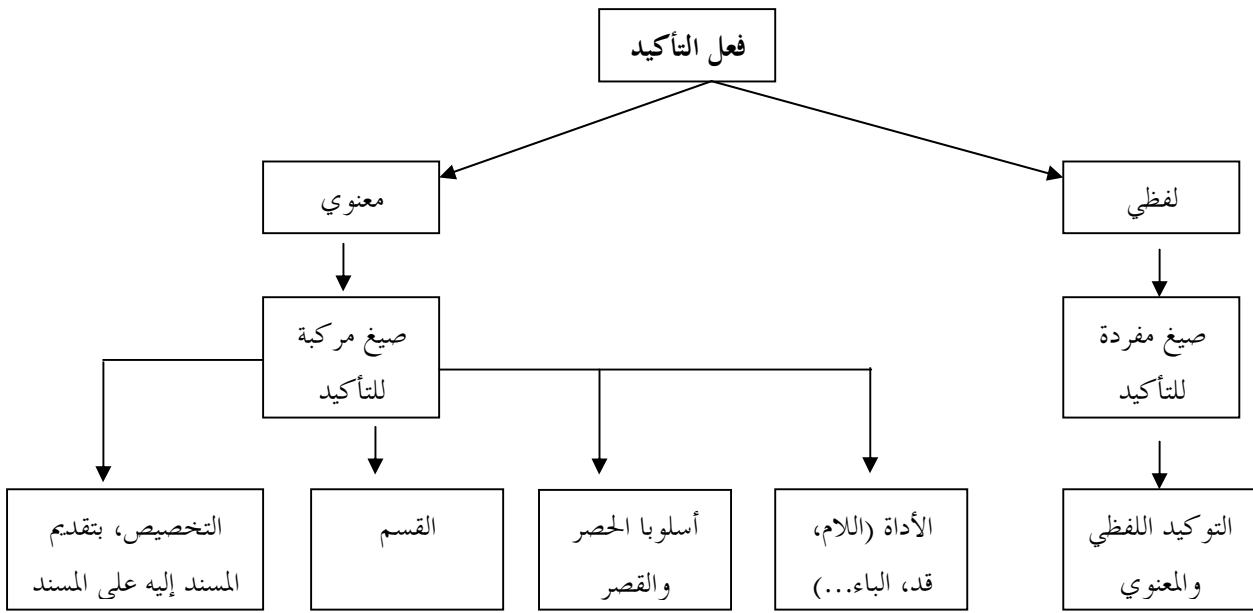 فعل التأكيد
لفظي
معنوي
صيغ مفردة
للتأكيد
صيغ مركبة
للتأكيد
التوكيد اللفظي
والمعنوي
الأداة (اللام،
قد، الباء...)
أسلوبا الحصر
والقصر
القسم
التخصيص، بتقديم
المسند إليه على المسند